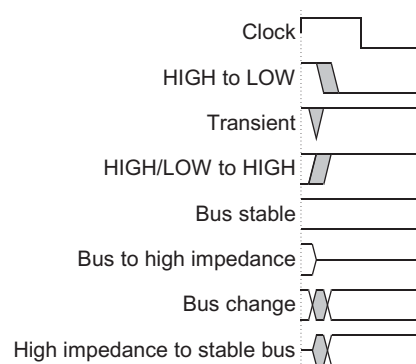 Clock
HIGH to LOW
Transient
HIGH/LOW to HIGH
Bus stable
Bus to high impedance
Bus change
High impedance to stable bus